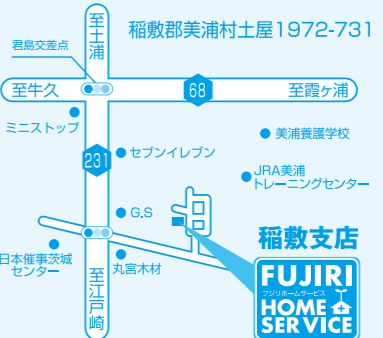 稲敷郡美浦村土屋1972-731
至土浦
君島交差点
至牛久
68
至霞ヶ浦
ミニストップ
美浦養護学校
231
セブンイレブン
JRA美浦
トレーニングセンター
G.S
稲敷支店
日本催事茨城
センター
丸宮木材
至江戸崎
FUJIRI
フジリホームサービス
HOME
SERVICE